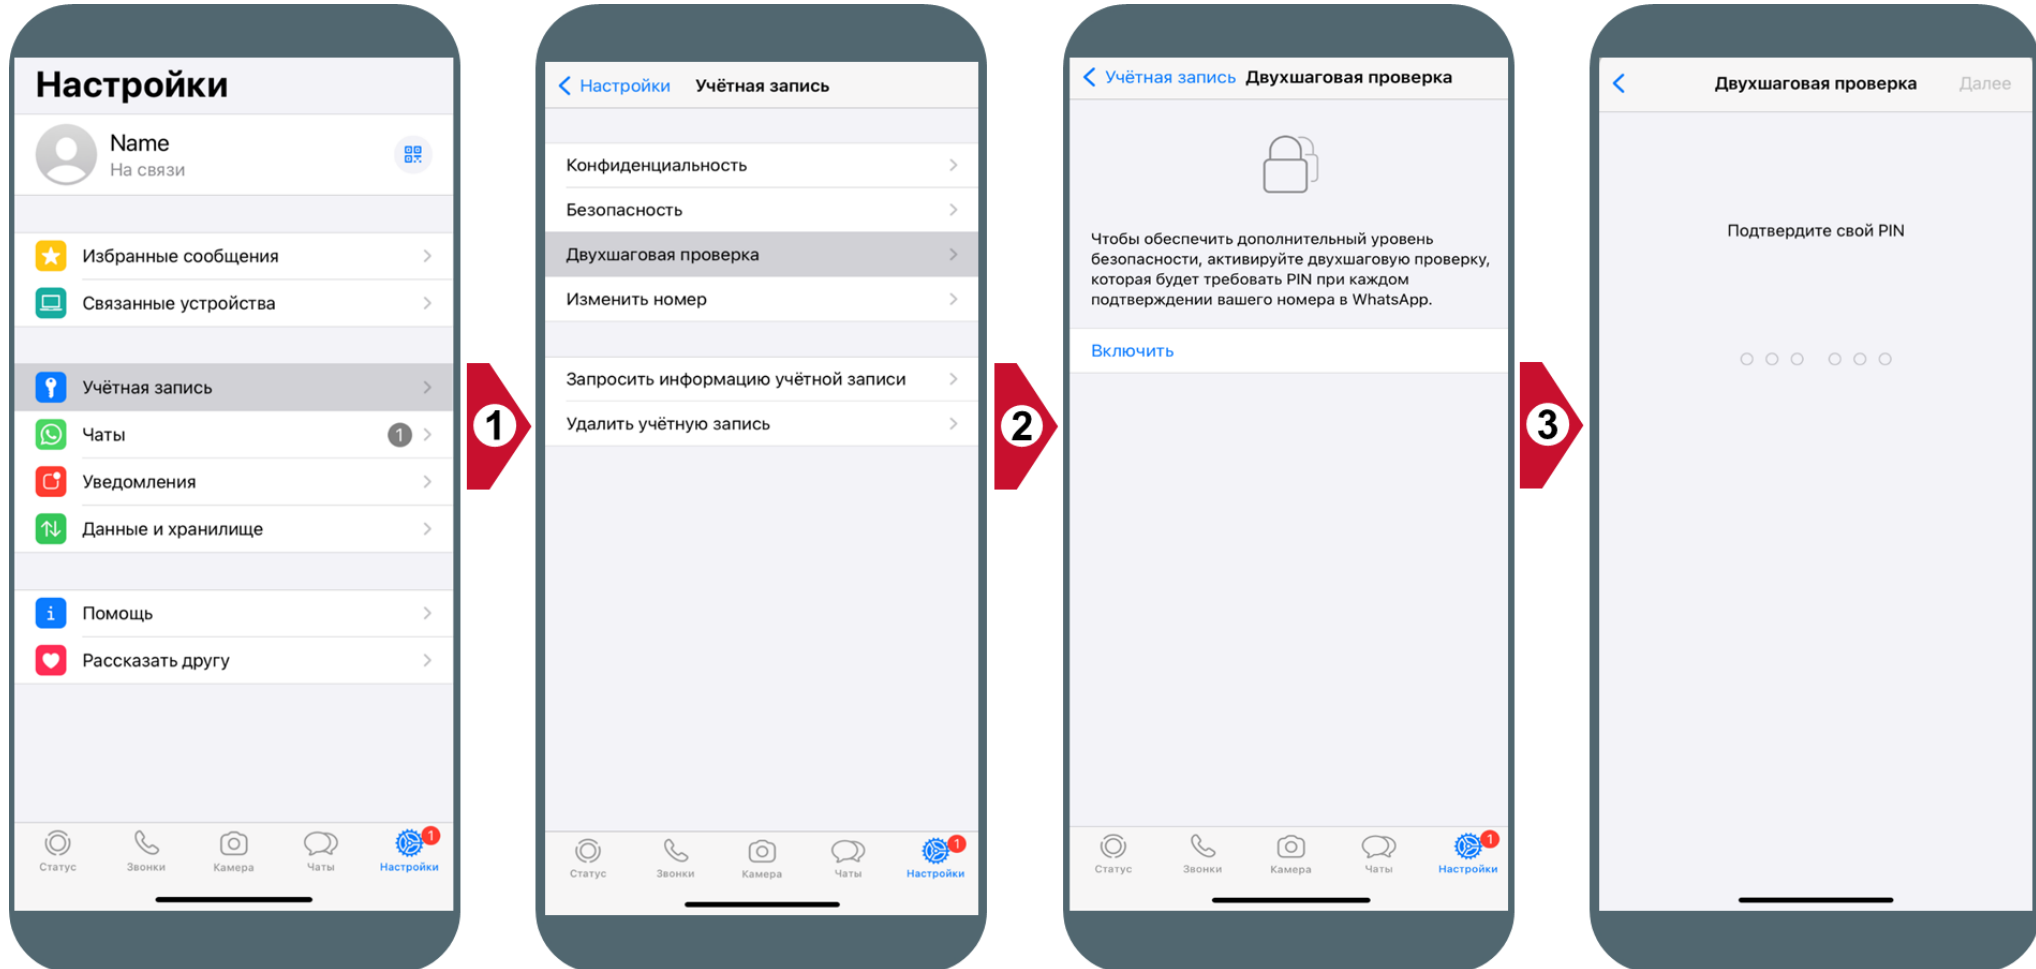 Настройки
Name
На связи
Избранные сообщения
Связанные устройства
Учётная запись
Чаты
1
Уведомления
Данные и хранилище
Помощь
Рассказать другу
1
Статус
Звонки
Камера
Чаты
Настройки
1
Настройки Учётная запись
Конфиденциальность
Безопасность
Двухшаговая проверка
Изменить номер
Запросить информацию учётной записи
Удалить учётную запись
1
Статус
Звонки
Камера
Чаты
Настройки
2
Учётная запись Двухшаговая проверка
Чтобы обеспечить дополнительный уровень
безопасности, активируйте двухшаговую проверку,
которая будет требовать PIN при каждом
подтверждении вашего номера в WhatsApp.
Включить
1
Статус
Звонки
Камера
Чаты
Настройки
3
Двухшаговая проверка Далее
Подтвердите свой PIN